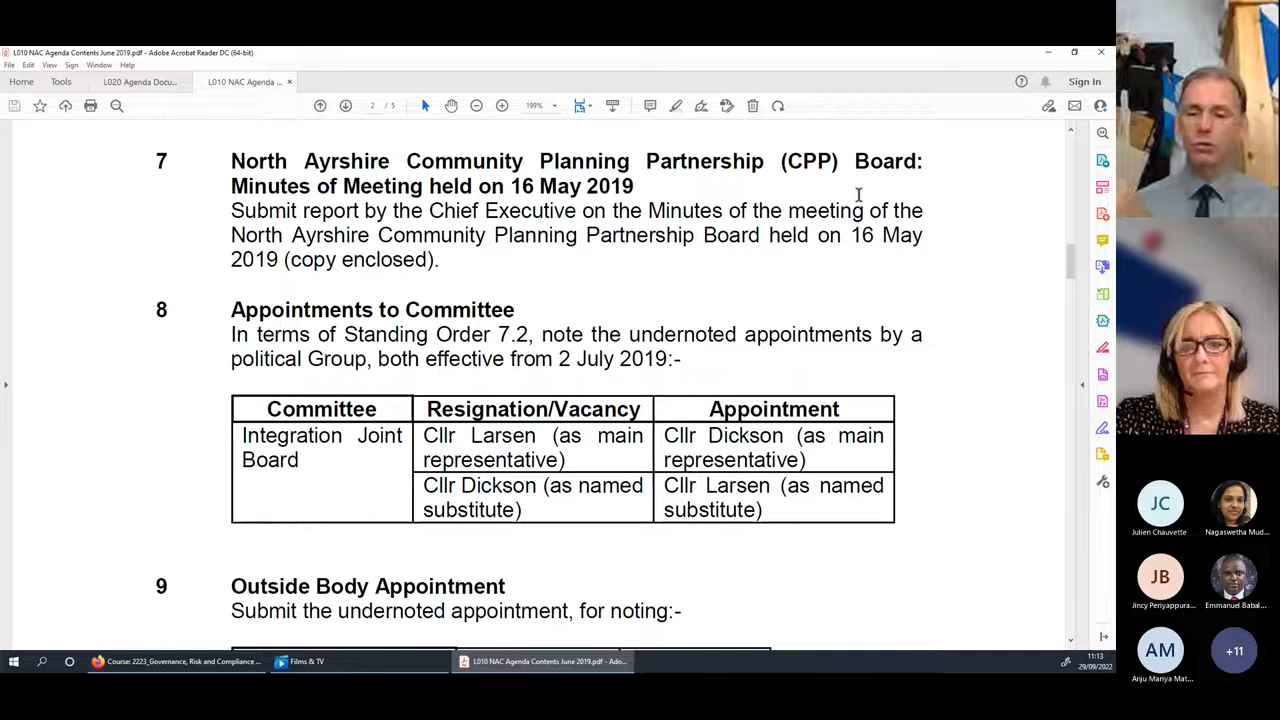 L010 NAC Agenda Contents June 2019.pdf - Adobe Acrobat Reader DC (64-bit)
File Edit View Sign Window Help
Home Tools L020 Agenda Docu... L010 NAC Agenda ... × Sign In
2 / 5 199%
7 North Ayrshire Community Planning Partnership (CPP) Board:
Minutes of Meeting held on 16 May 2019
Submit report by the Chief Executive on the Minutes of the meeting of the
North Ayrshire Community Planning Partnership Board held on 16 May
2019 (copy enclosed).
8 Appointments to Committee
In terms of Standing Order 7.2, note the undernoted appointments by a
political Group, both effective from 2 July 2019:-
Committee Resignation/Vacancy Appointment
Integration Joint Cllr Larsen (as main Cllr Dickson (as main
Board representative) representative)
Cllr Dickson (as named Cllr Larsen (as named
substitute) substitute)
9 Outside Body Appointment
Submit the undernoted appointment, for noting:-
JC
Julien Chauvette Nagaswetha Mud...
JB
Jincy Periyappura... Emmanuel Babal...
AM +11
Anju Mariya Mat...
Course: 2223_Governance, Risk and Compliance ... Films & TV L010 NAC Agenda Contents June 2019.pdf - Ado...
11:13
29/09/2022